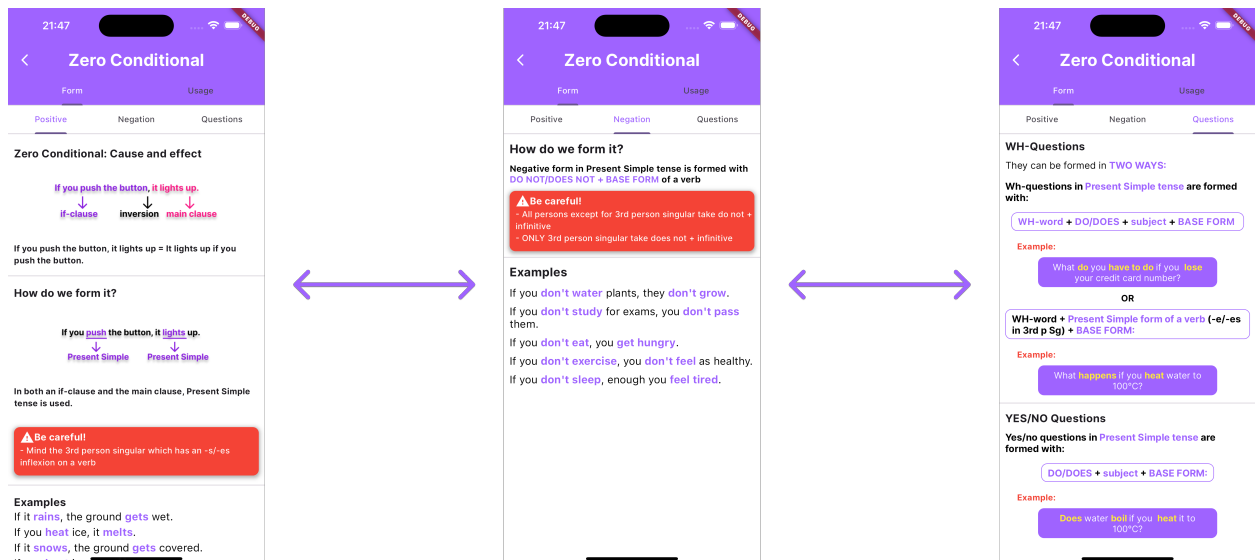 21:47
DEBUG
Zero Conditional
Form Usage
Positive Negation Questions
Zero Conditional: Cause and effect
If you push the button, it lights up.
if-clause inversion main clause
If you push the button, it lights up = It lights up if you
push the button.
How do we form it?
If you push the button, it lights up.
Present Simple Present Simple
In both an if-clause and the main clause, Present Simple
tense is used.
Be careful!
- Mind the 3rd person singular which has an -s/-es
inflexion on a verb
Examples
If it rains, the ground gets wet.
If you heat ice, it melts.
If it snows, the ground gets covered.
21:47
DEBUG
Zero Conditional
Form Usage
Positive Negation Questions
How do we form it?
Negative form in Present Simple tense is formed with
DO NOT/DOES NOT + BASE FORM of a verb
Be careful!
- All persons except for 3rd person singular take do not +
infinitive
- ONLY 3rd person singular take does not + infinitive
Examples
If you don't water plants, they don't grow.
If you don't study for exams, you don't pass
them.
If you don't eat, you get hungry.
If you don't exercise, you don't feel as healthy.
If you don't sleep, enough you feel tired.
21:47
DEBUG
Zero Conditional
Form Usage
Positive Negation Questions
WH-Questions
They can be formed in TWO WAYS:
Wh-questions in Present Simple tense are formed
with:
WH-word + DO/DOES + subject + BASE FORM
Example:
What do you have to do if you lose
your credit card number?
OR
WH-word + Present Simple form of a verb (-e/-es
in 3rd p Sg) + BASE FORM:
Example:
What happens if you heat water to
100°C?
YES/NO Questions
Yes/no questions in Present Simple tense are
formed with:
DO/DOES + subject + BASE FORM:
Example:
Does water boil if you heat it to
100°C?